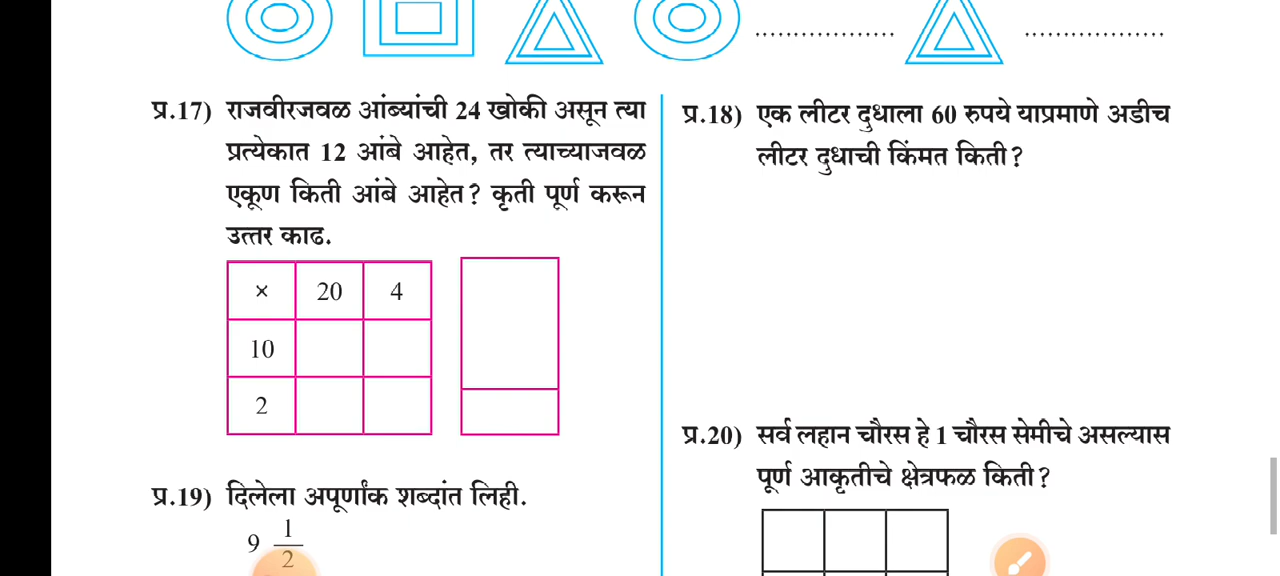 .................. ..................
प्र.17) राजवीरजवळ आंब्यांची 24 खोकी असून त्या
प्रत्येकात 12 आंबे आहेत, तर त्याच्याजवळ
एकूण किती आंबे आहेत? कृती पूर्ण करून
उत्तर काढ.
× 20 4
10
2
प्र.18) एक लीटर दुधाला 60 रुपये याप्रमाणे अडीच
लीटर दुधाची किंमत किती?
प्र.19) दिलेला अपूर्णांक शब्दांत लिही.
9 1/2
प्र.20) सर्व लहान चौरस हे 1 चौरस सेमीचे असल्यास
पूर्ण आकृतीचे क्षेत्रफळ किती?